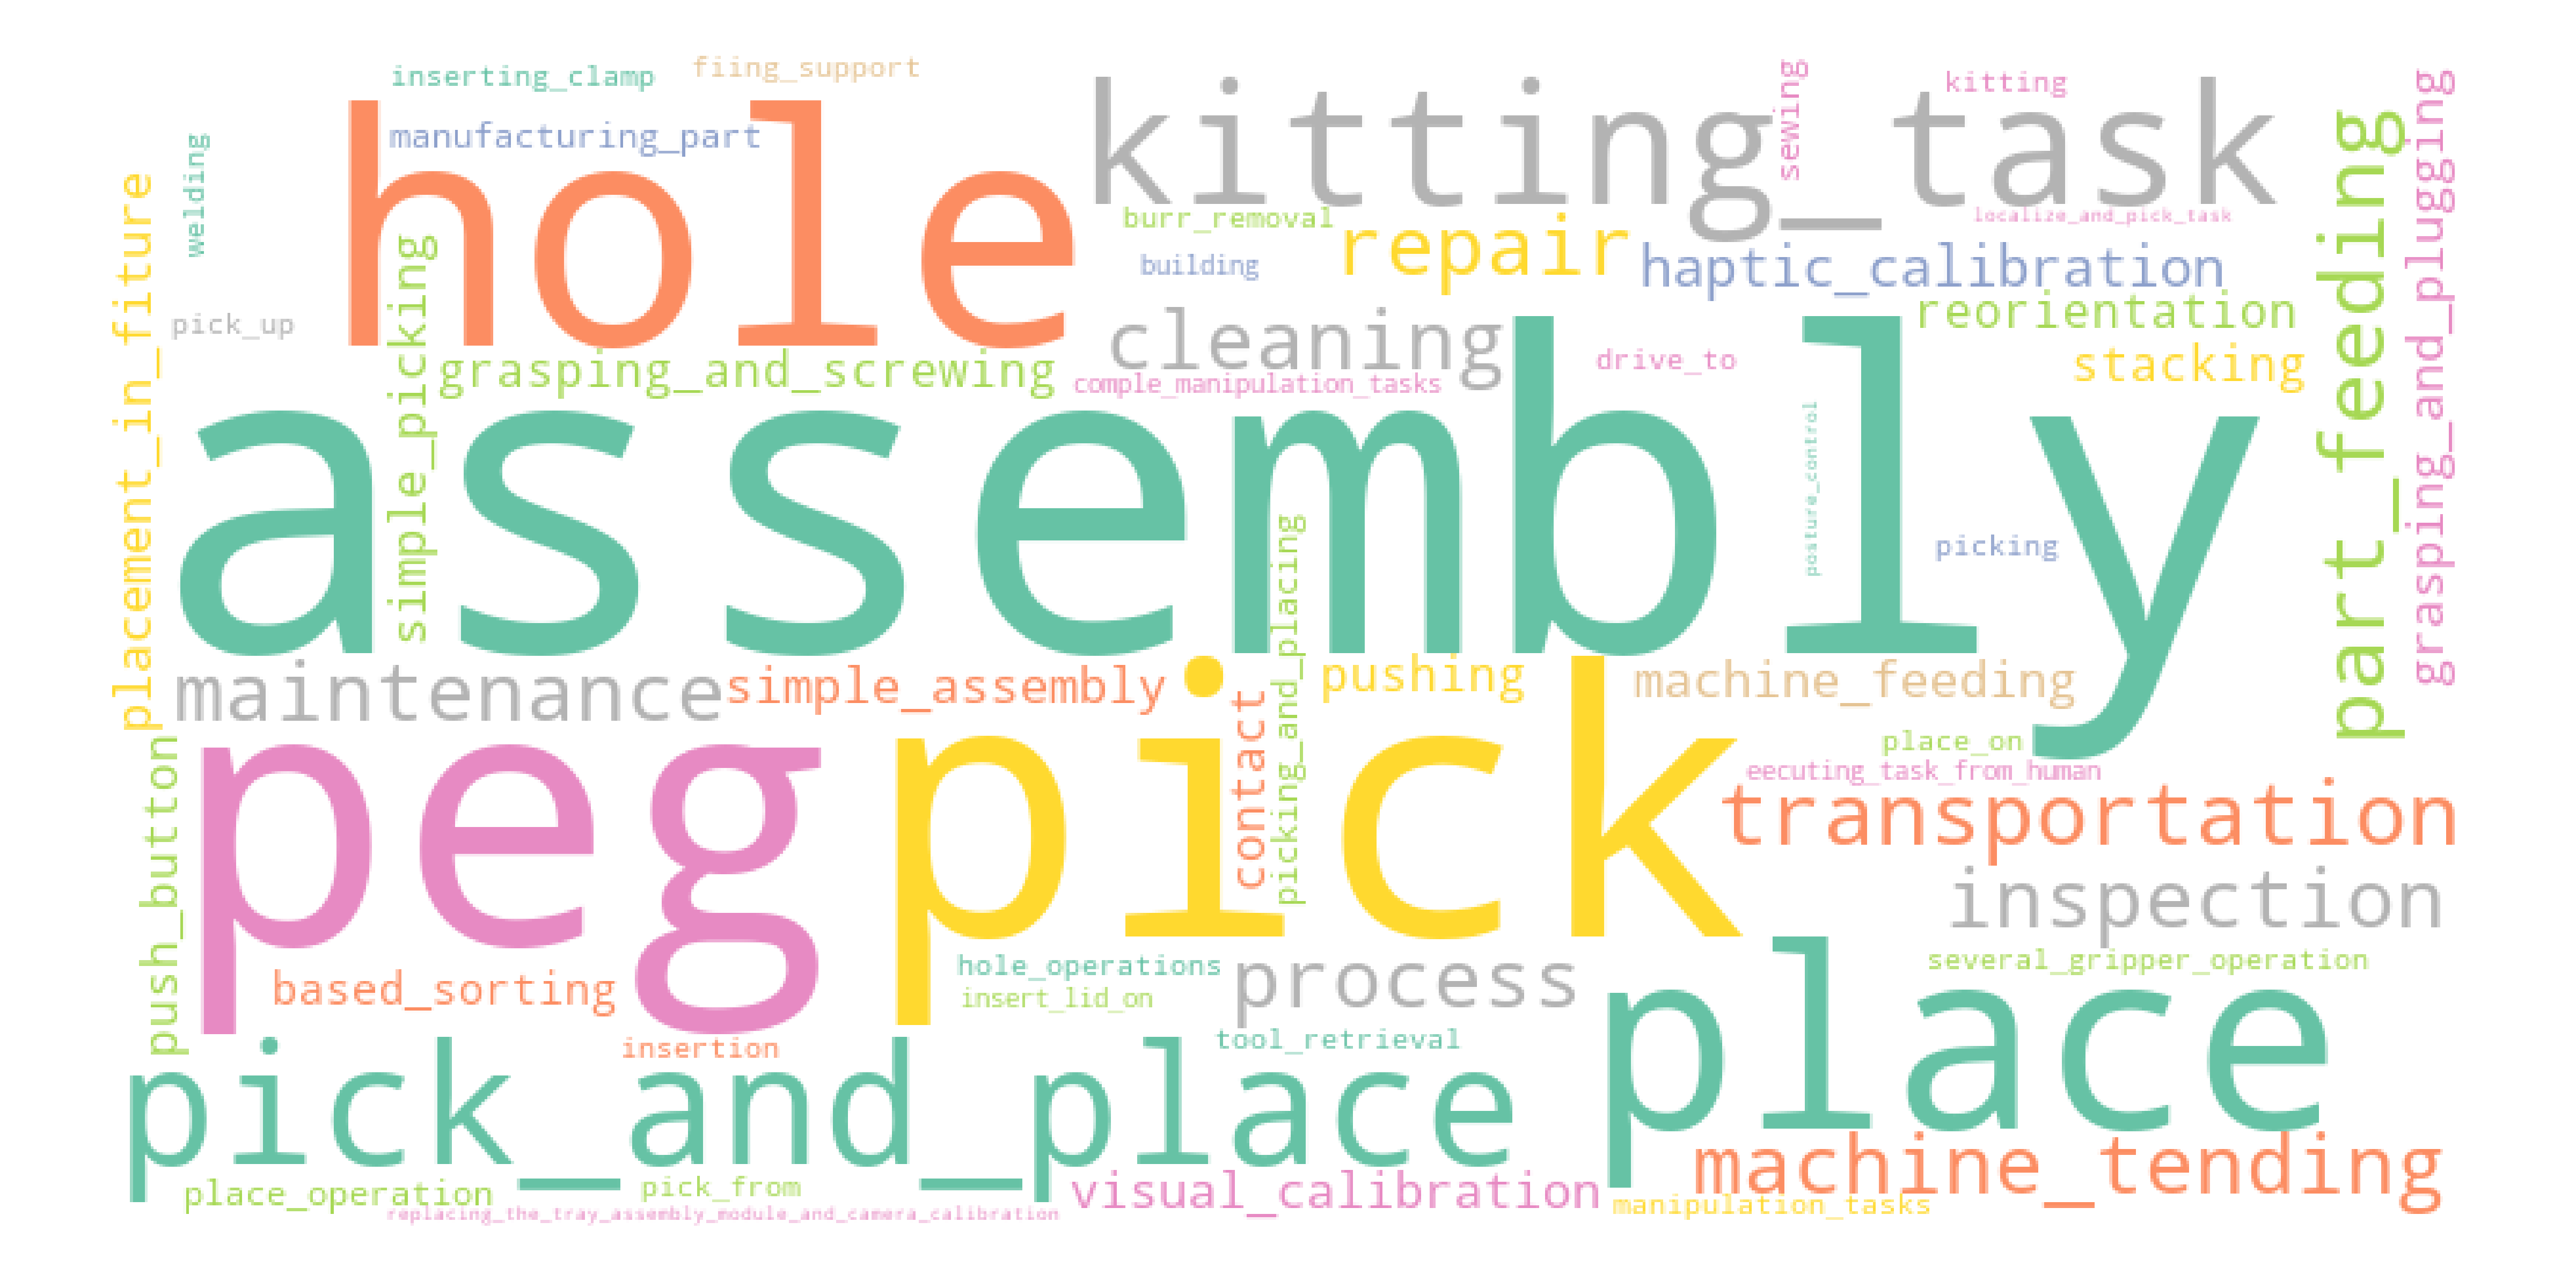 inserting_clamp
fiing_support
hole
manufacturing_part
welding
placement_in_fiture
pick_up
simple_picking
grasping_and_screwing
kitting_task
sewing
kitting
burr_removal
repair
localize_and_pick_task
building
haptic_calibration
cleaning
reorientation
comple_manipulation_tasks
drive_to
stacking
part_feeding
grasping_and_plugging
assembly
posture_control
picking
picking_and_placing
maintenance
simple_assembly
pushing
machine_feeding
contact
place_on
eecuting_task_from_human
peg
pick
transportation
push_button
inspection
based_sorting
hole_operations
insert_lid_on
process
several_gripper_operation
place
insertion
tool_retrieval
pick_and_place
machine_tending
place_operation
pick_from
visual_calibration
manipulation_tasks
replacing_the_tray_assembly_module_and_camera_calibration